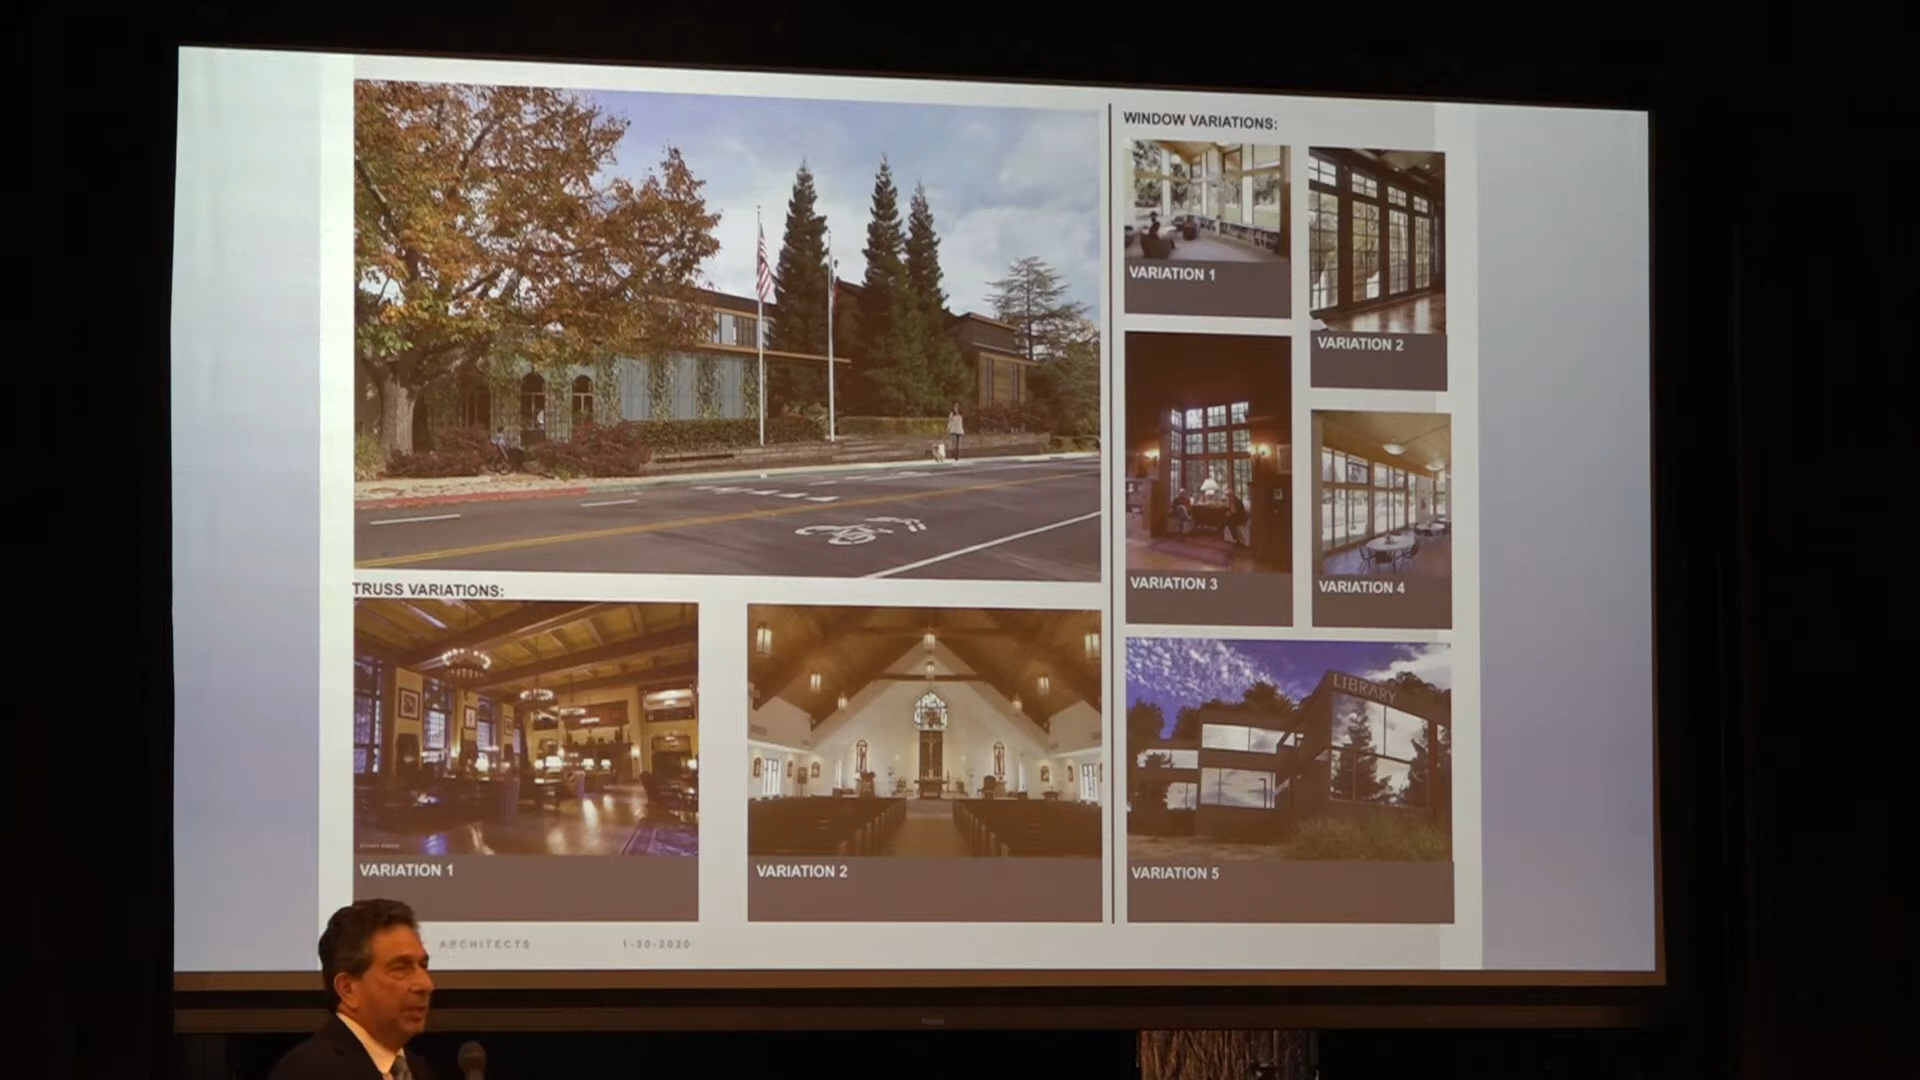 WINDOW VARIATIONS:
VARIATION 1
VARIATION 2
VARIATION 3
VARIATION 4
LIBRARY
VARIATION 5
TRUSS VARIATIONS:
VARIATION 1
VARIATION 2
ARCHITECTS
1-30-2020